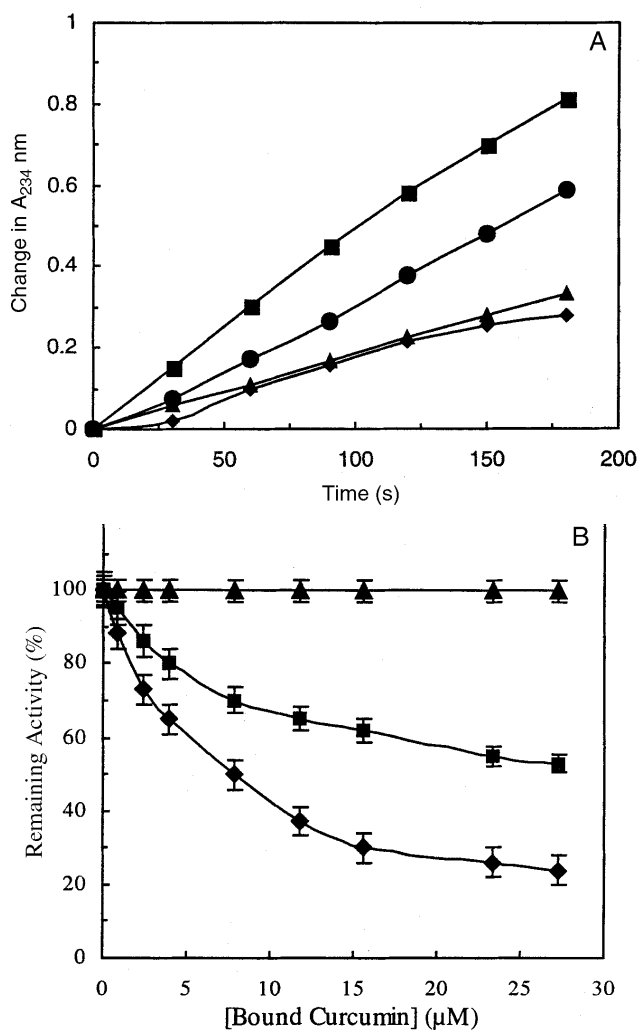 A
Change in A234 nm
1
0.8
0.6
0.4
0.2
0
0 50 100 150 200
Time (s)
B
Remaining Activity (%)
100
80
60
40
20
0
0 5 10 15 20 25 30
[Bound Curcumin] (µM)